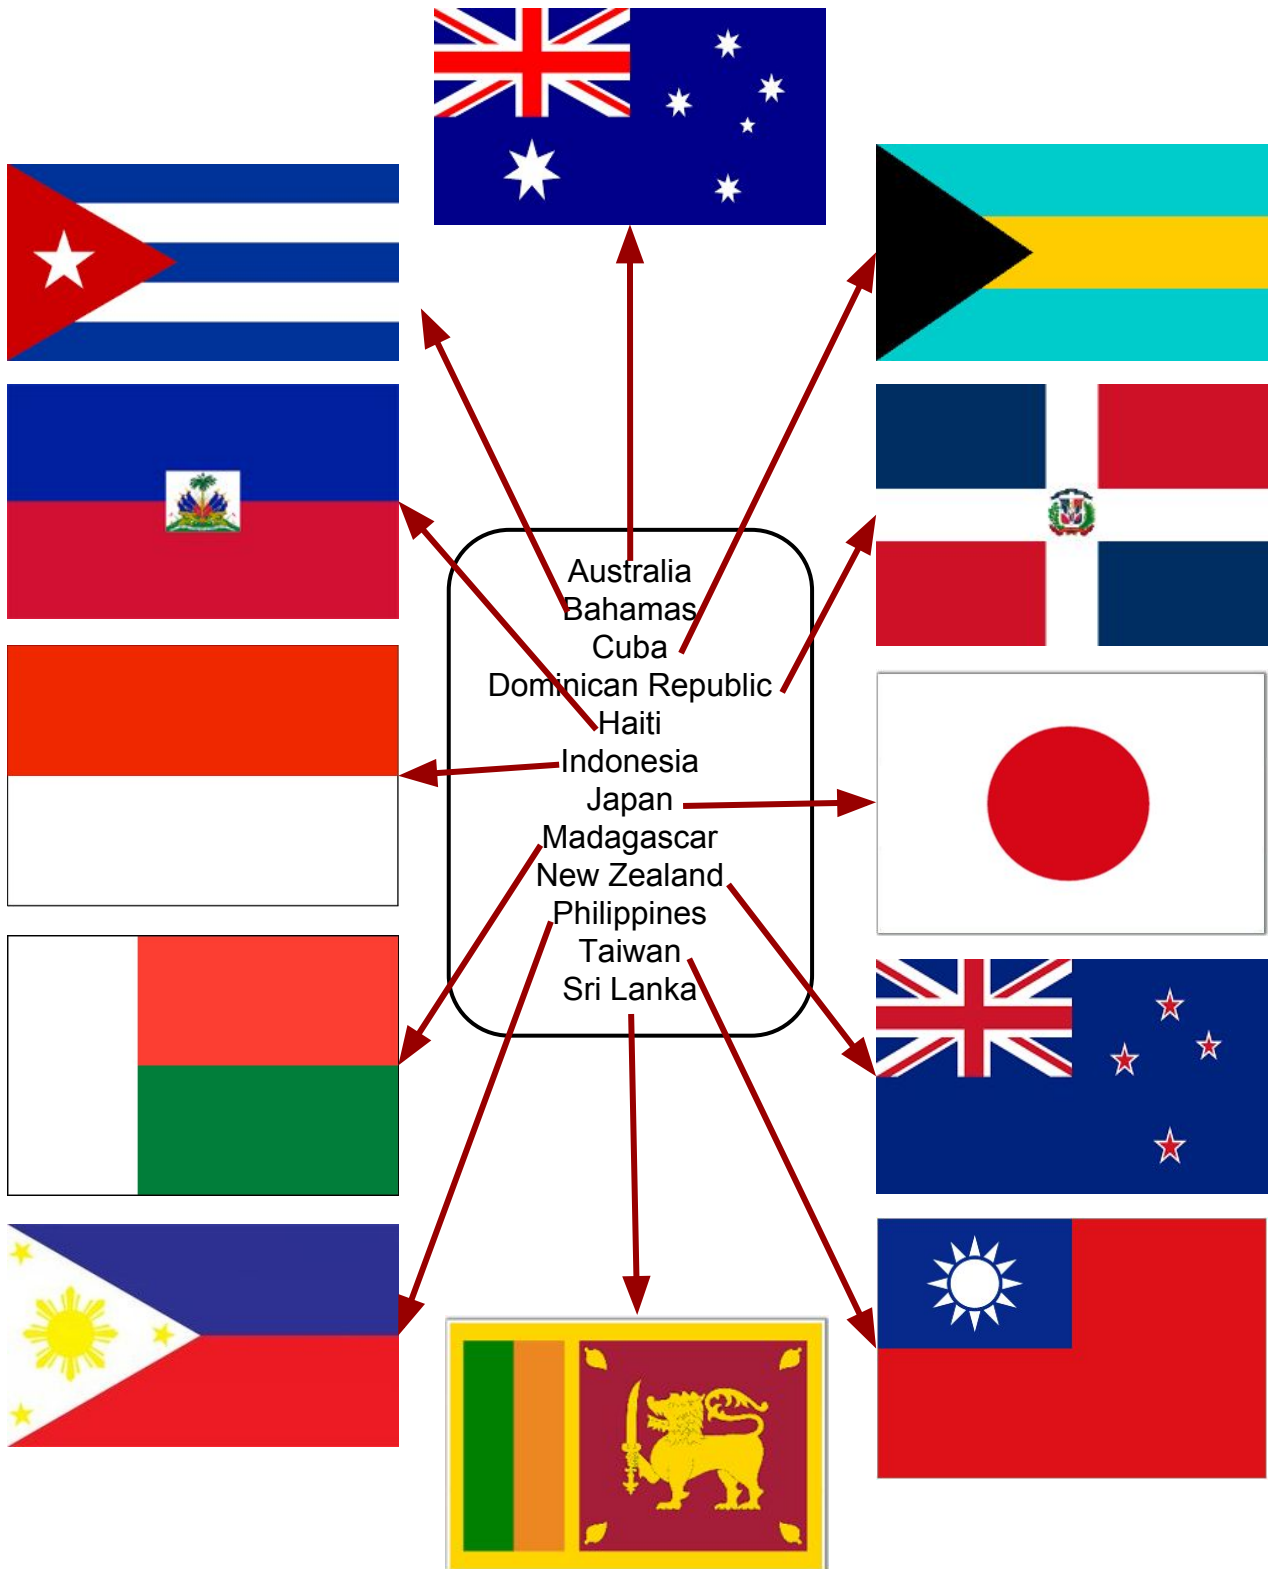 Australia
Bahamas
Cuba
Dominican Republic
Haiti
Indonesia
Japan
Madagascar
New Zealand
Philippines
Taiwan
Sri Lanka